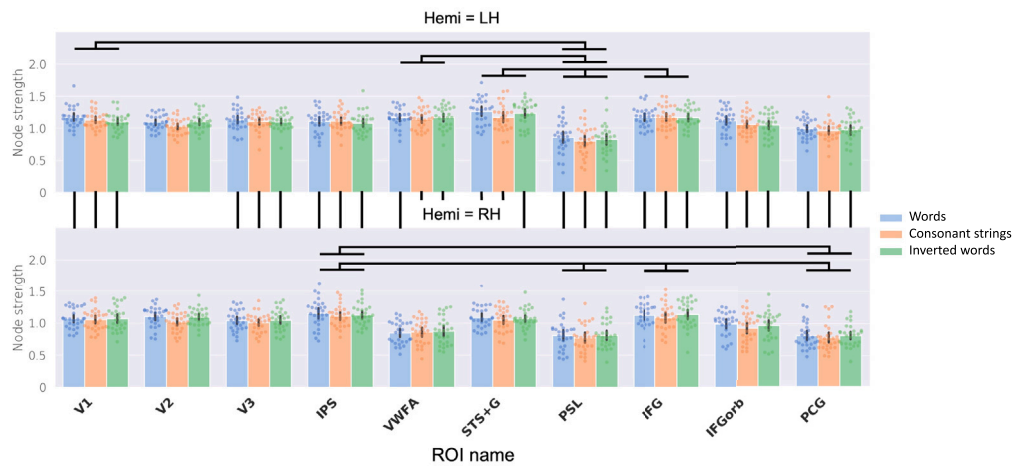 Hemi = LH
Node strength
2.0
1.5
1.0
0.5
0
Hemi = RH
Node strength
2.0
1.5
1.0
0.5
0
V1 V2 V3 IPS VWFA STS+G PSL IFG IFGorb PCG
ROI name
Words
Consonant strings
Inverted words